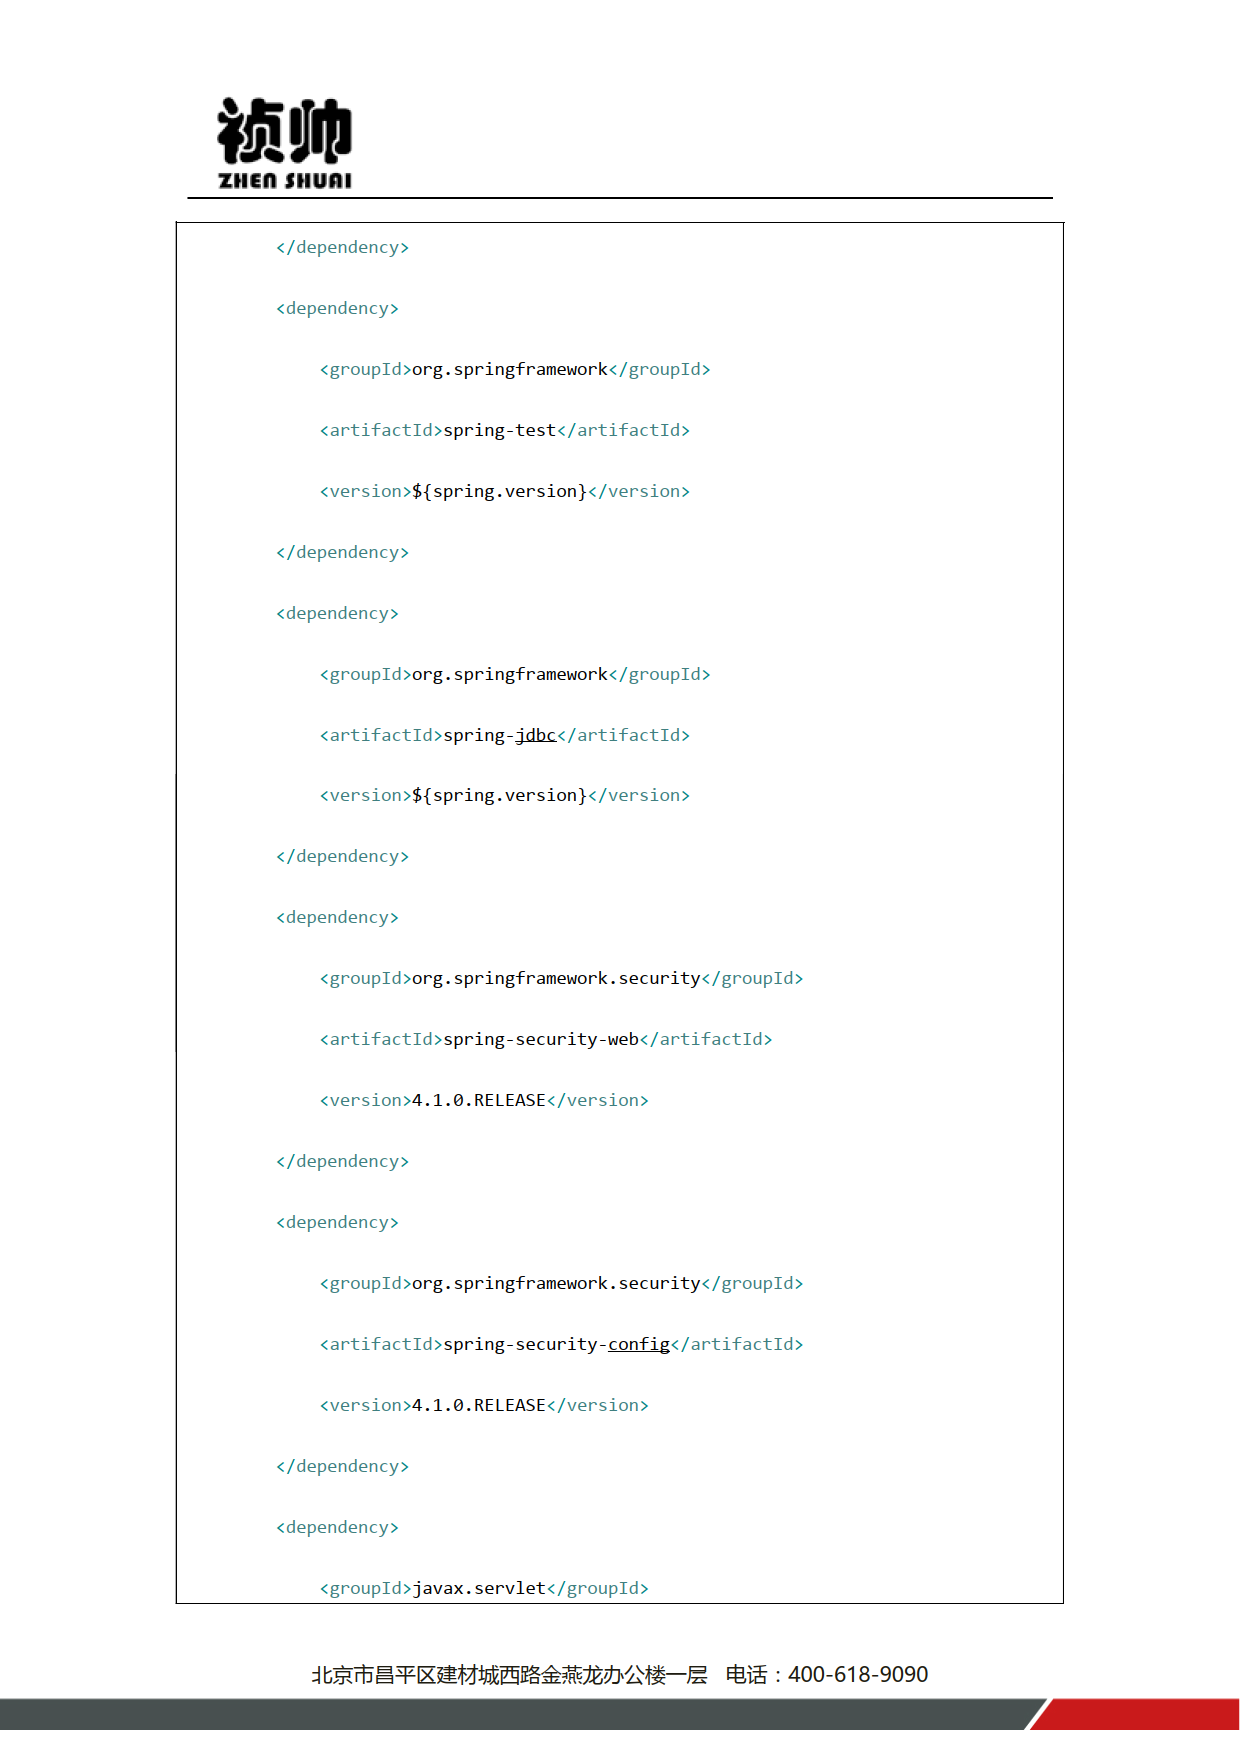 祯帅
ZHEN SHUAI
</dependency>
<dependency>
<groupId>org.springframework</groupId>
<artifactId>spring-test</artifactId>
<version>${spring.version}</version>
</dependency>
<dependency>
<groupId>org.springframework</groupId>
<artifactId>spring-jdbc</artifactId>
<version>${spring.version}</version>
</dependency>
<dependency>
<groupId>org.springframework.security</groupId>
<artifactId>spring-security-web</artifactId>
<version>4.1.0.RELEASE</version>
</dependency>
<dependency>
<groupId>org.springframework.security</groupId>
<artifactId>spring-security-config</artifactId>
<version>4.1.0.RELEASE</version>
</dependency>
<dependency>
<groupId>javax.servlet</groupId>
北京市昌平区建材城西路金燕龙办公楼一层 电话：400-618-9090